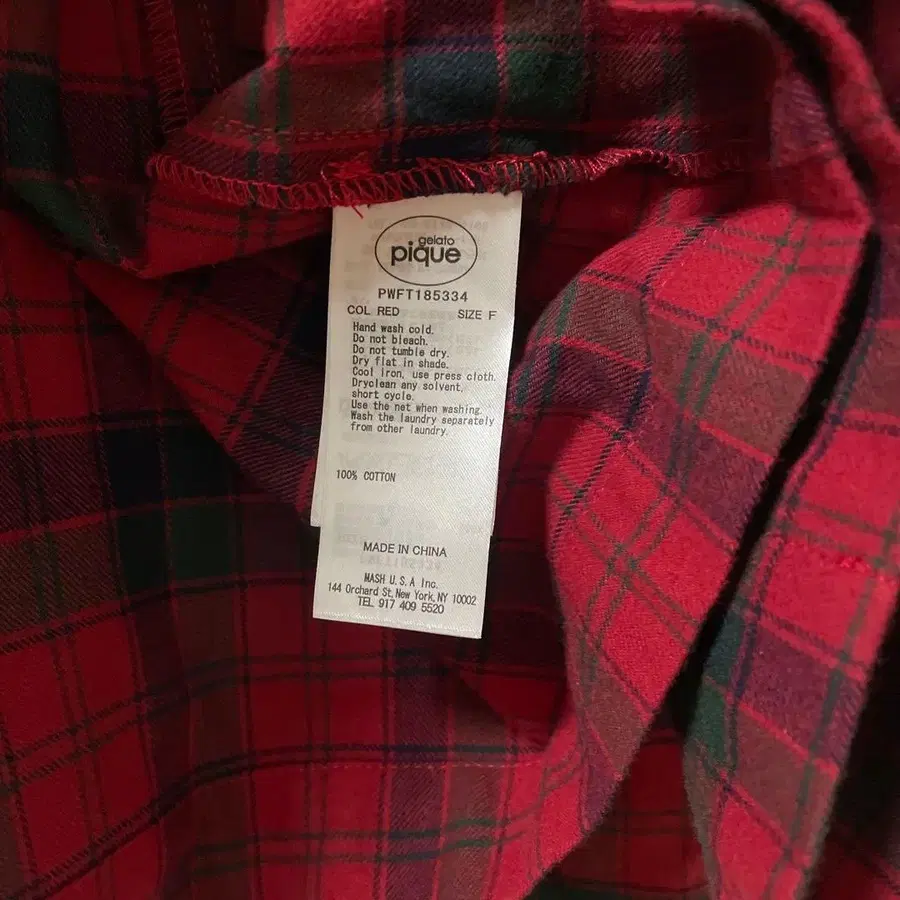 gelato
pique
PWFT185334
COL RED SIZE F
Hand wash cold.
Do not bleach.
Do not tumble dry.
Dry flat in shade.
Cool iron, use press cloth.
Dryclean any solvent,
short cycle.
Use the net when washing.
Wash the laundry separately
from other laundry.
100% COTTON
MADE IN CHINA
MASH U.S.A Inc.
144 Orchard St, New York, NY 10002
TEL 917 409 5520